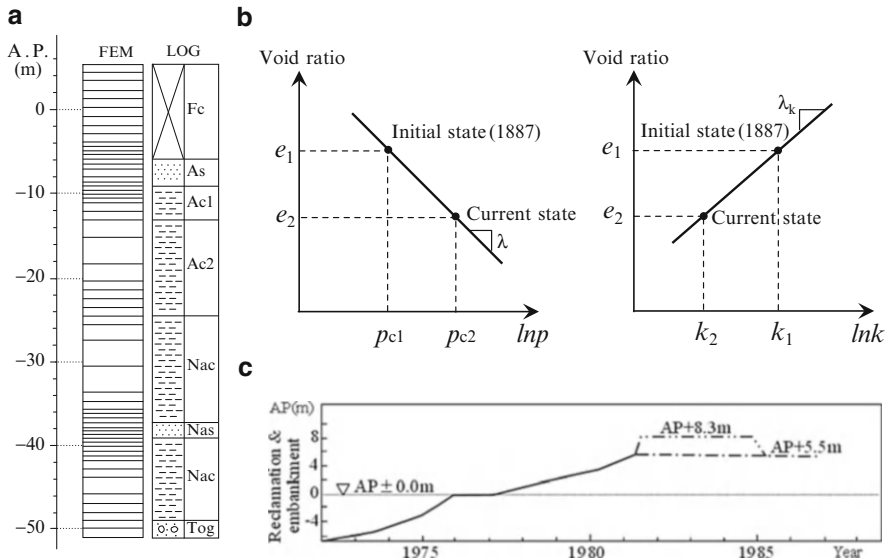 a
A.P.
(m)
FEM
LOG
0
−10
−20
−30
−40
−50
Fc
As
Ac1
Ac2
Nac
Nas
Nac
Tog
b
Void ratio
e1
e2
Initial state (1887)
Current state
λ
pc1
pc2
lnp
Void ratio
λk
e1
e2
Initial state (1887)
Current state
k2
k1
lnk
c
AP(m)
Reclamation &
embankment
8
4
0
-4
AP±0.0m
AP+8.3m
AP+5.5m
1975
1980
1985
Year